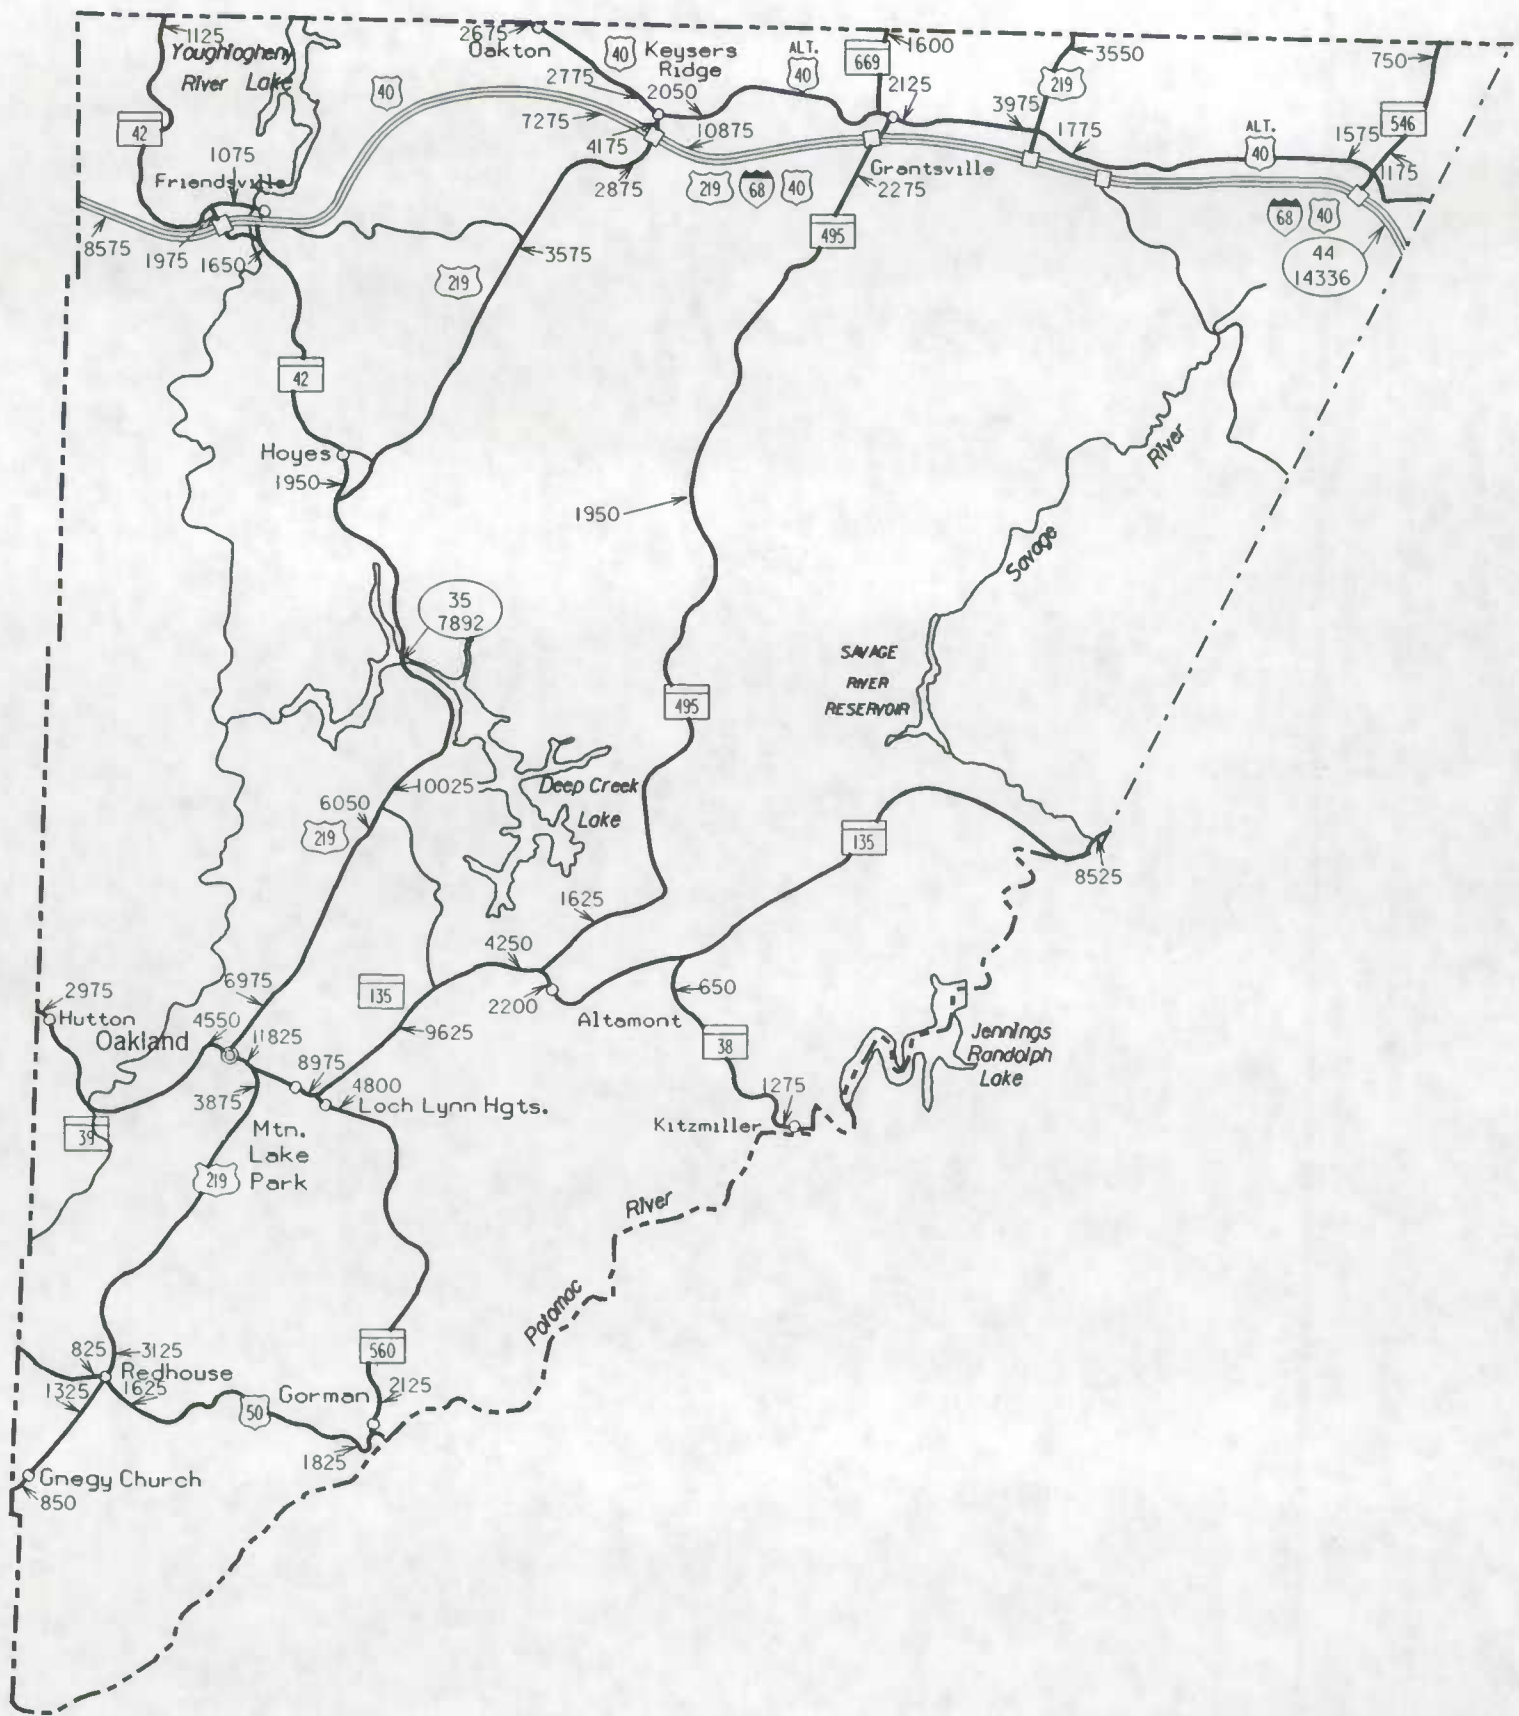 1125
Youghiogheny
River Lake
2675
Oakton
40
Keysers
Ridge
ALT.
40
669
1600
3550
750
40
2775
2050
2125
219
3975
42
7275
4175
10875
1775
ALT.
40
1575
546
1075
Friendsville
2875
219
68
40
Grantsville
2275
1175
8575
1975
1650
3575
495
68
40
44
14336
219
42
Hoyes
1950
1950
River
Savage
35
7892
SAVAGE
RIVER
RESERVOIR
495
10025
Deep Creek
Lake
6050
219
135
8525
1625
4250
6975
135
2200
650
2975
Hutton
4550
Oakland
11825
9625
Altamont
38
Jennings
Randolph
Lake
8975
3875
4800
Loch Lynn Hgts.
1275
Kitzmiller
39
Mtn.
Lake
Park
219
River
Potomac
560
825
3125
Redhouse
1325
1625
Gorman
2125
50
1825
Gnegy Church
850